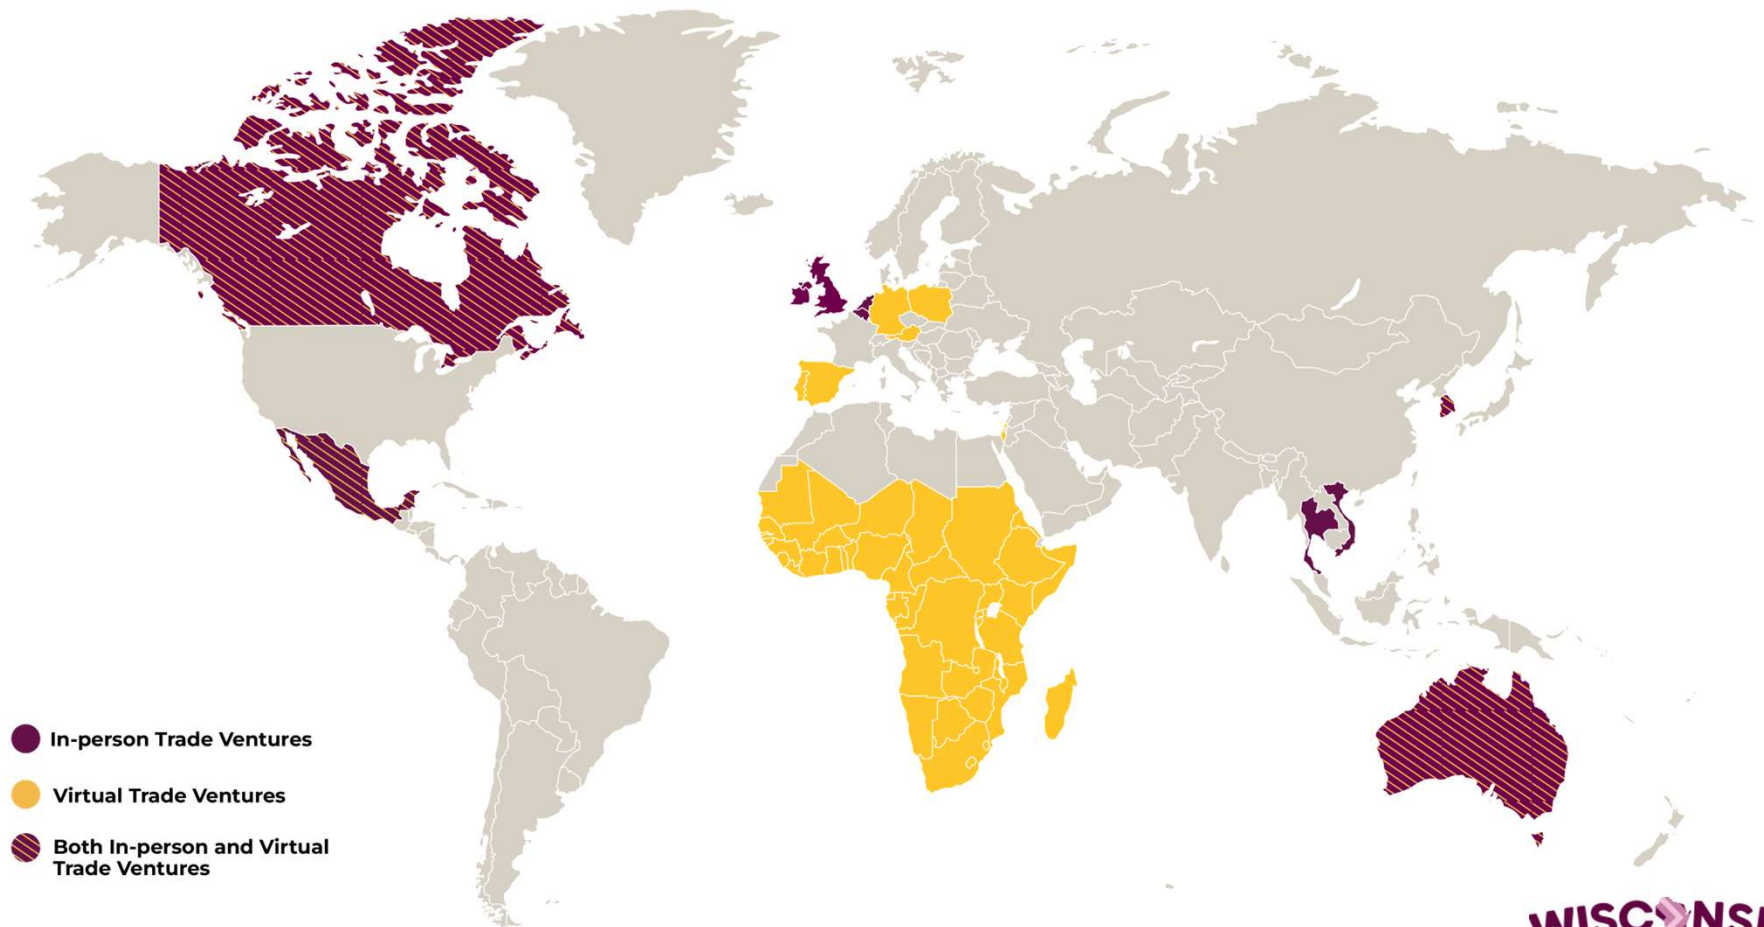 In-person Trade Ventures
Virtual Trade Ventures
Both In-person and Virtual
Trade Ventures